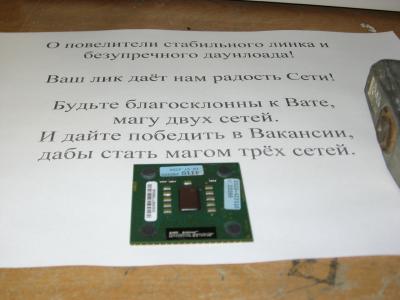 О повелители стабильного линка и
безупречного даунлоада!
Ваш лик даёт нам радость Сети!
Будьте благосклонны к Вате,
магу двух сетей.
И дайте победить в Вакансии,
дабы стать магом трёх сетей.